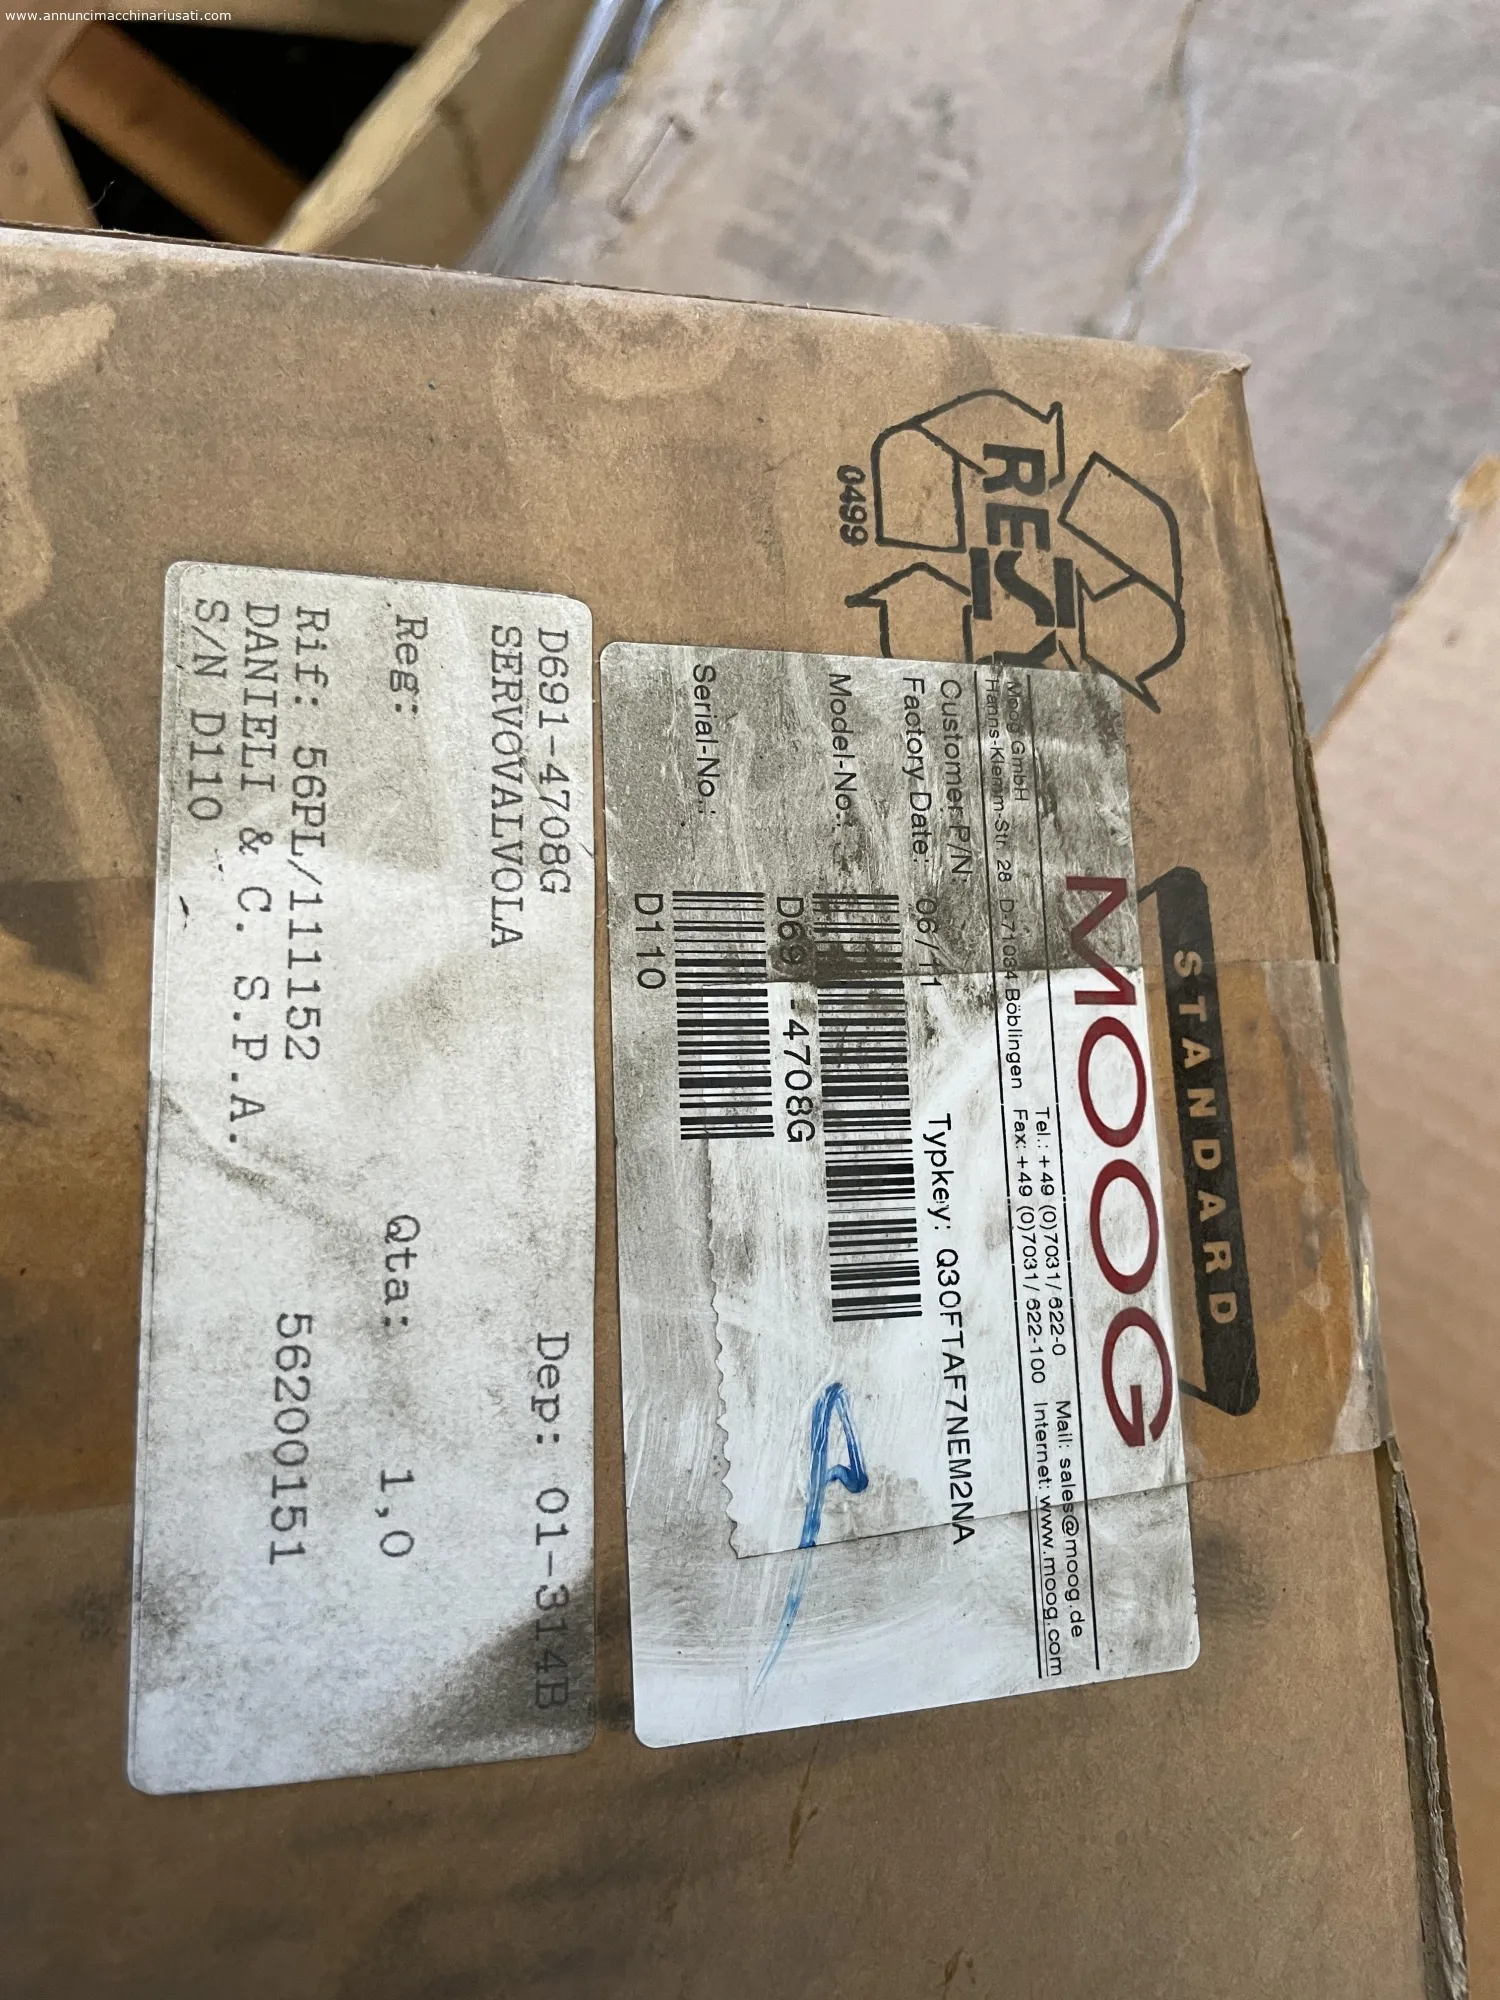 www.annuncimacchinariusati.com
RESY
0499
STANDARD
MOOG
Moog GmbH Tel.: +49 (0)7031/ 622-0 Mail: sales@moog.de
Hanns-Klemm-Str. 28 D-71034 Böblingen Fax: +49 (0)7031/ 622-100 Internet: www.moog.com
Customer P/N:
Factory Date: 06/11 Typkey: Q30FTAF7NEM2NA
Model-No.:
D69 -4708G
Serial-No.:
D110
D691-4708G Dep: 01-314B
SERVOVALVOLA
Reg: Qta: 1,0
Rif: 56PL/111152 56200151
DANIELI & C. S.P.A.
S/N D110